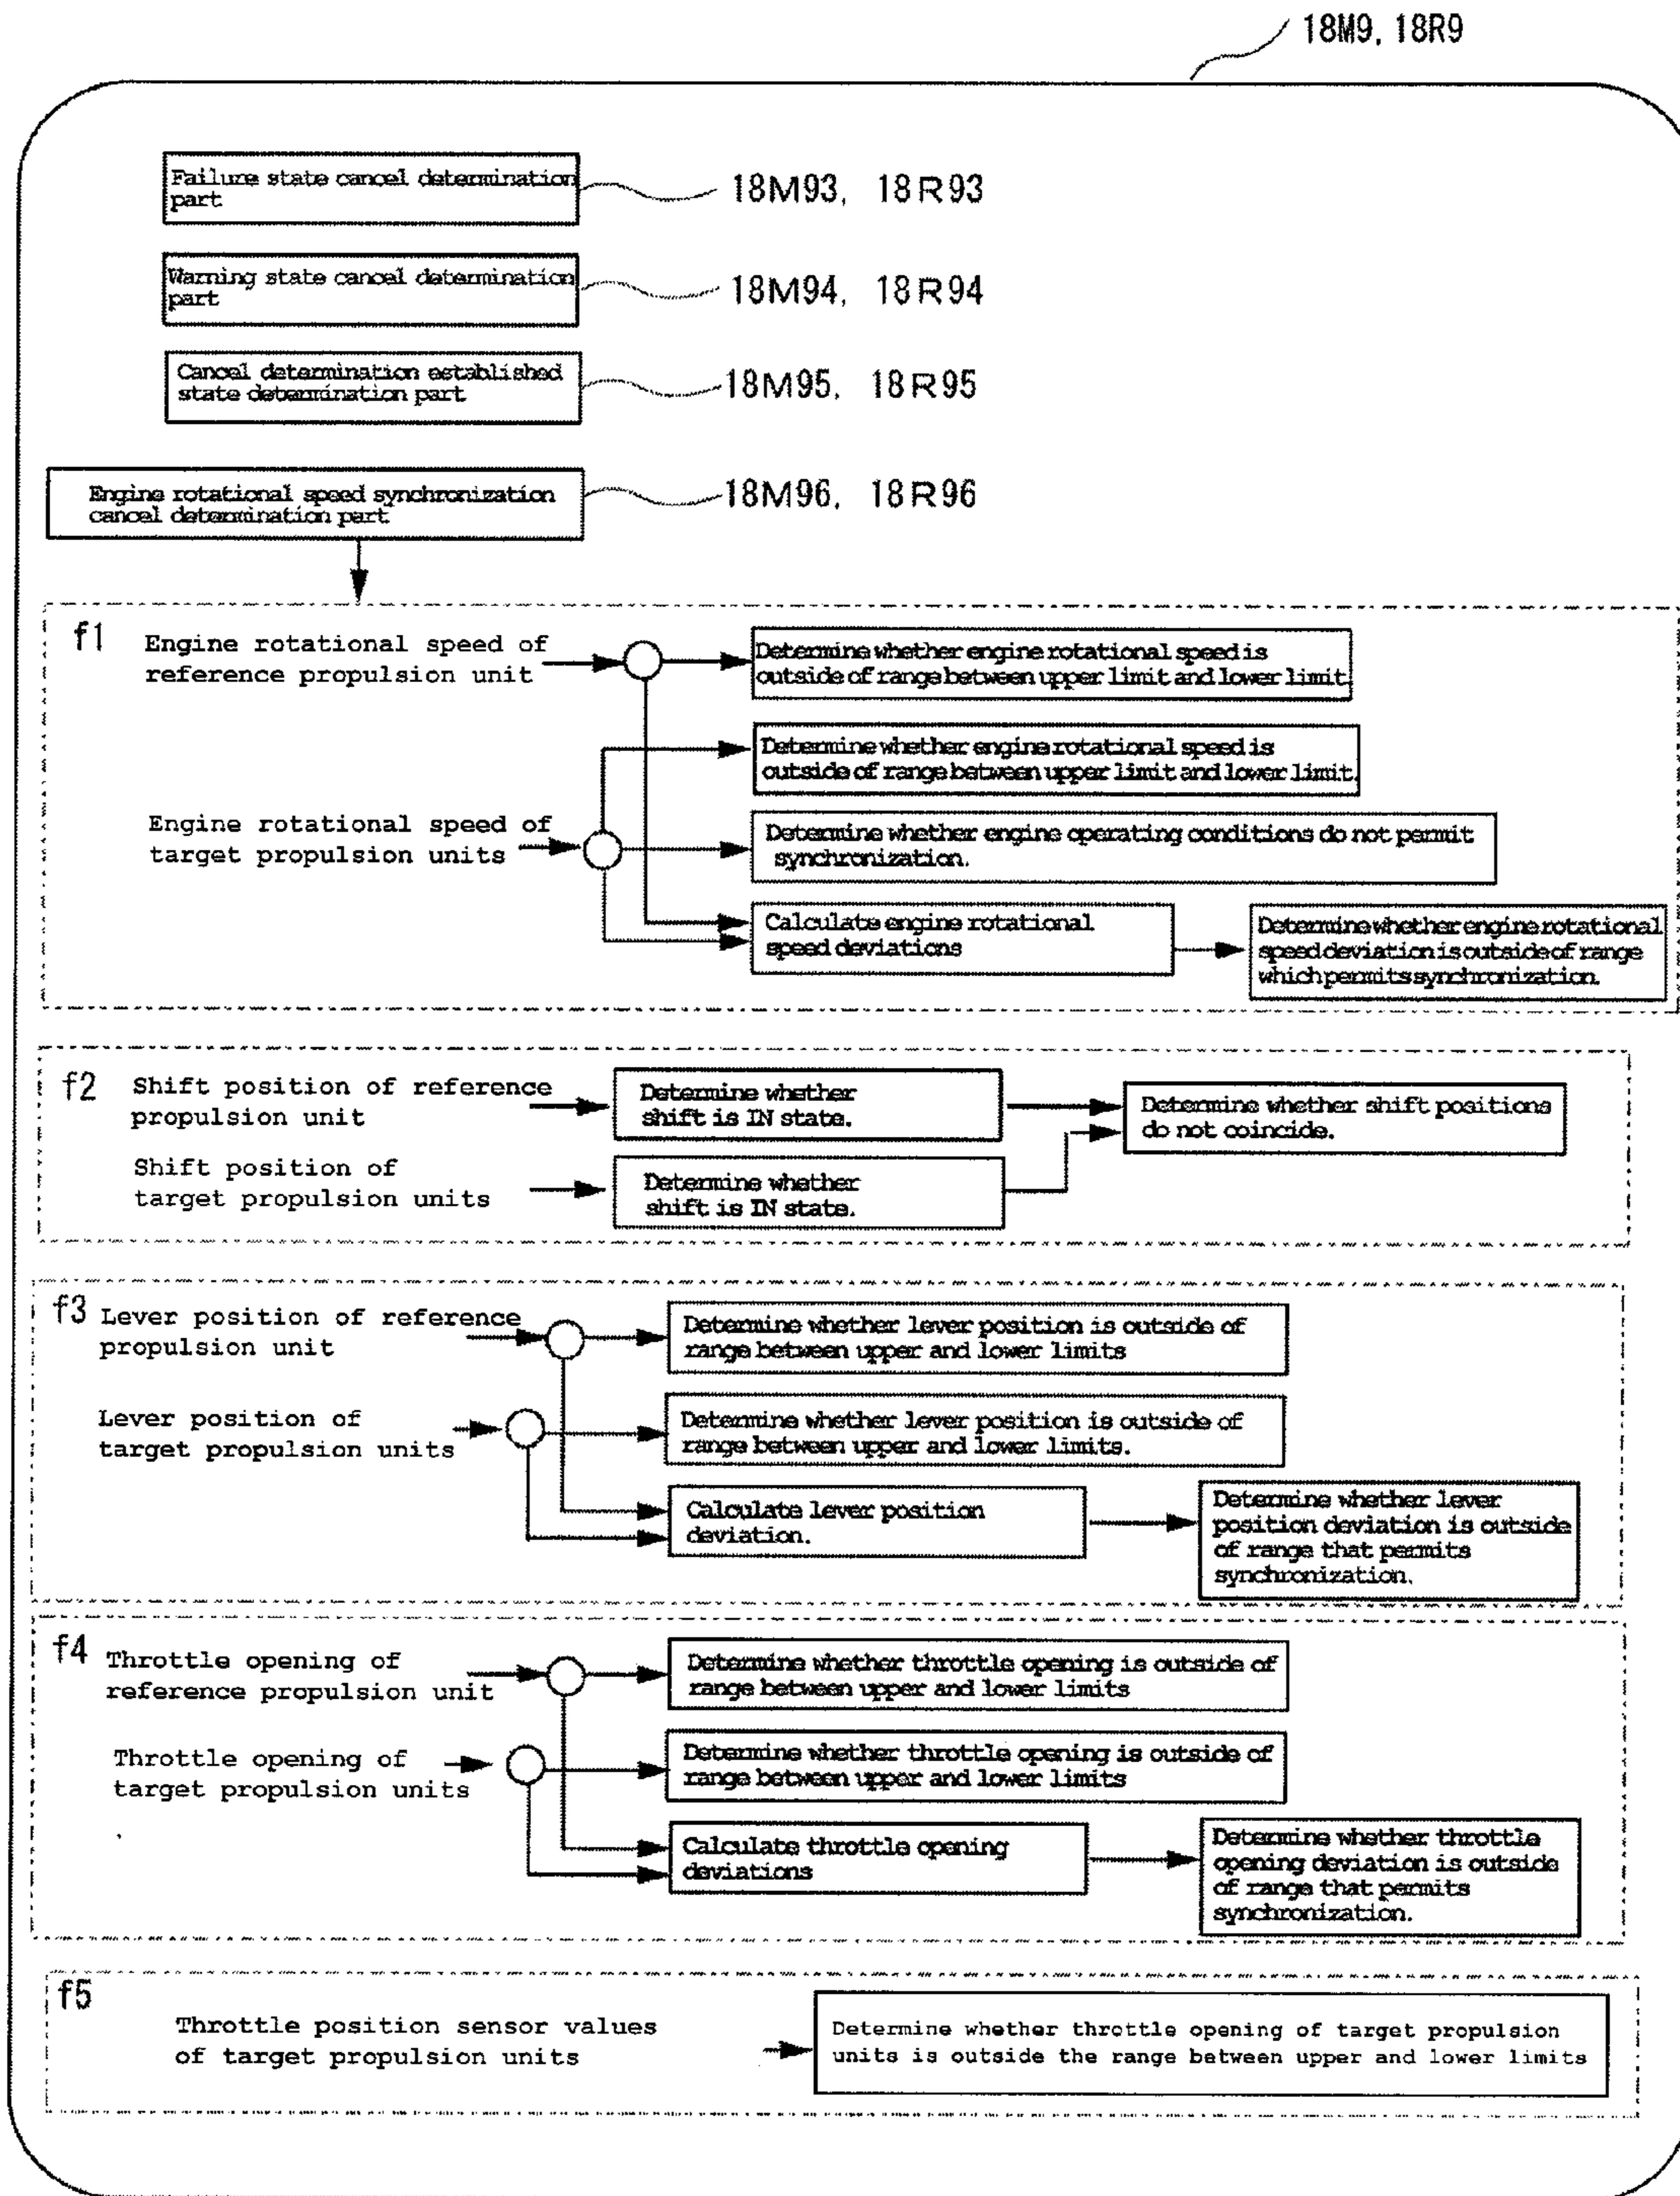 18M9, 18R9
Failure state cancel determination
part
18M93, 18R93
Warning state cancel determination
part
18M94, 18R94
Cancel determination established
state determination part
18M95, 18R95
Engine rotational speed synchronization
cancel determination part
18M96, 18R96
f1
Engine rotational speed of
reference propulsion unit
Determine whether engine rotational speed is
outside of range between upper limit and lower limit.
Determine whether engine rotational speed is
outside of range between upper limit and lower limit.
Engine rotational speed of
target propulsion units
Determine whether engine operating conditions do not permit
synchronization.
Calculate engine rotational
speed deviations
Determine whether engine rotational
speed deviation is outside of range
which permits synchronization.
f2
Shift position of reference
propulsion unit
Determine whether
shift is IN state.
Determine whether shift positions
do not coincide.
Shift position of
target propulsion units
Determine whether
shift is IN state.
f3
Lever position of reference
propulsion unit
Determine whether lever position is outside of
range between upper and lower limits
Lever position of
target propulsion units
Determine whether lever position is outside of
range between upper and lower limits.
Calculate lever position
deviation.
Determine whether lever
position deviation is outside
of range that permits
synchronization.
f4
Throttle opening of
reference propulsion unit
Determine whether throttle opening is outside of
range between upper and lower limits
Throttle opening of
target propulsion units
Determine whether throttle opening is outside of
range between upper and lower limits
Calculate throttle opening
deviations
Determine whether throttle
opening deviation is outside
of range that permits
synchronization.
f5
Throttle position sensor values
of target propulsion units
Determine whether throttle opening of target propulsion
units is outside the range between upper and lower limits